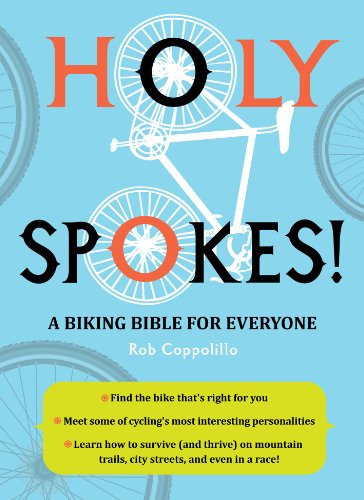 HOLY
SPOKES!
A BIKING BIBLE FOR EVERYONE
Rob Coppolillo
Find the bike that's right for you
Meet some of cycling's most interesting personalities
Learn how to survive (and thrive) on mountain
trails, city streets, and even in a race!